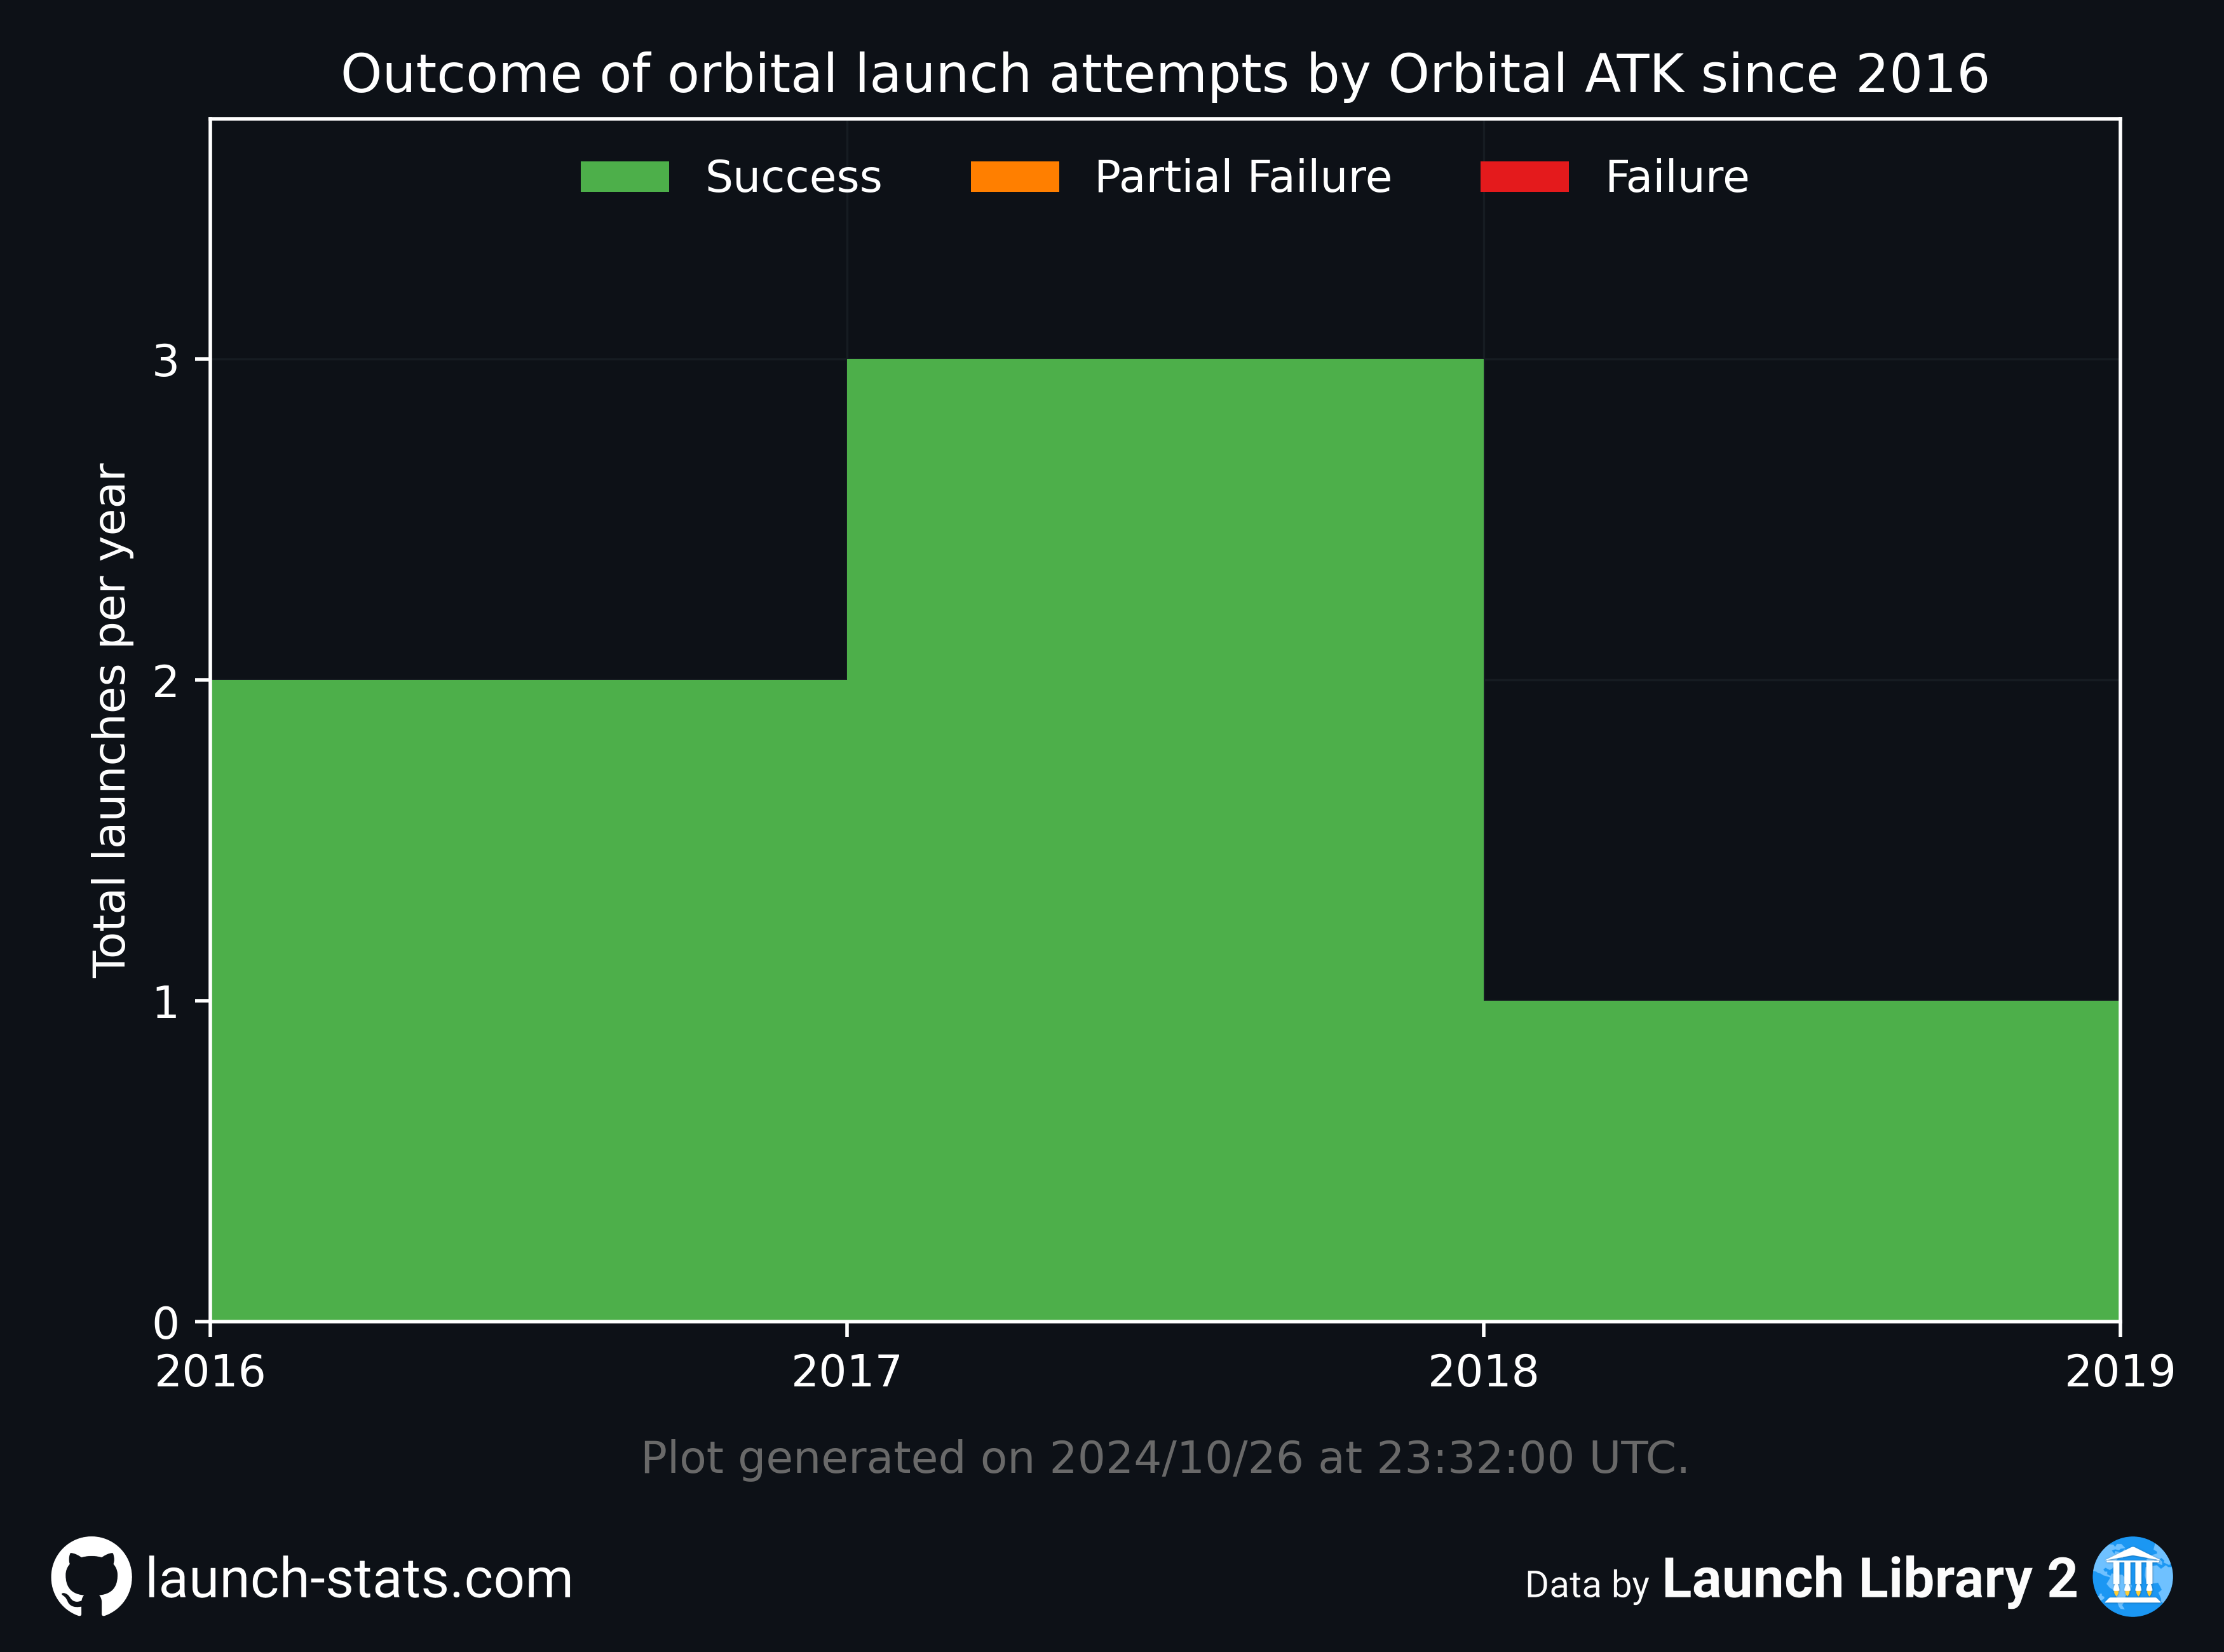 Outcome of orbital launch attempts by Orbital ATK since 2016
Success Partial Failure Failure
Total launches per year
3
2
1
0
2016 2017 2018 2019
Plot generated on 2024/10/26 at 23:32:00 UTC.
launch-stats.com
Data by Launch Library 2